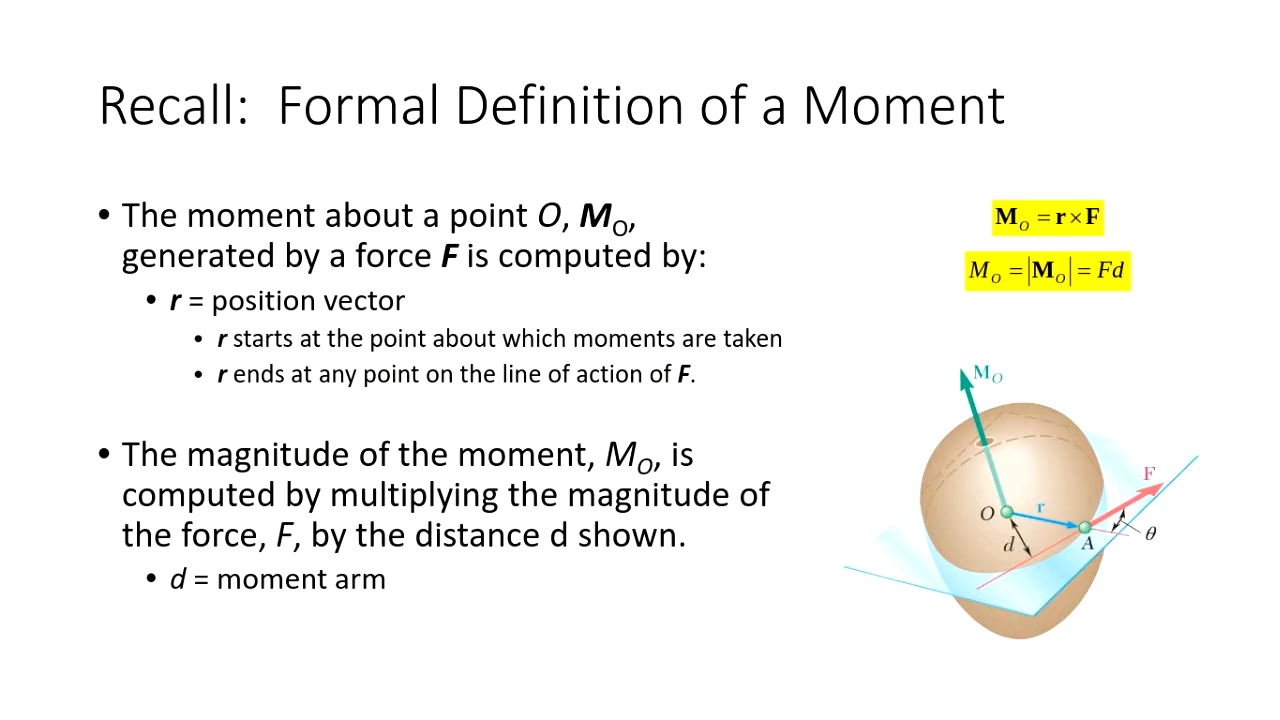 Recall: Formal Definition of a Moment
• The moment about a point O, M_O,
generated by a force F is computed by:
• r = position vector
• r starts at the point about which moments are taken
• r ends at any point on the line of action of F.
• The magnitude of the moment, M_O, is
computed by multiplying the magnitude of
the force, F, by the distance d shown.
• d = moment arm
M_O = r × F
M_O = |M_O| = Fd
M_O
F
O
r
d
A
θ